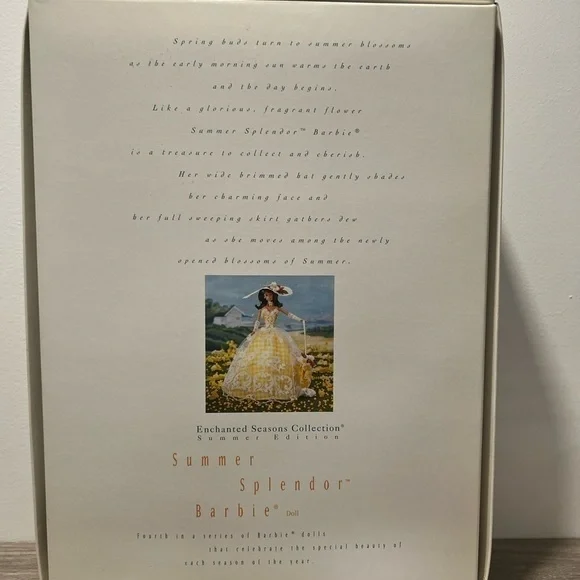 Spring buds turn to summer blossoms
as the early morning sun warms the earth
and the day begins.
Like a glorious, fragrant flower
Summer Splendor™ Barbie®
is a treasure to collect and cherish.
Her wide brimmed hat gently shades
her charming face and
her full sweeping skirt gathers dew
as she moves among the newly
opened blossoms of Summer.
Enchanted Seasons Collection®
Summer Edition
Summer
Splendor™
Barbie® Doll
Fourth in a series of Barbie® dolls
that celebrate the special beauty of
each season of the year.